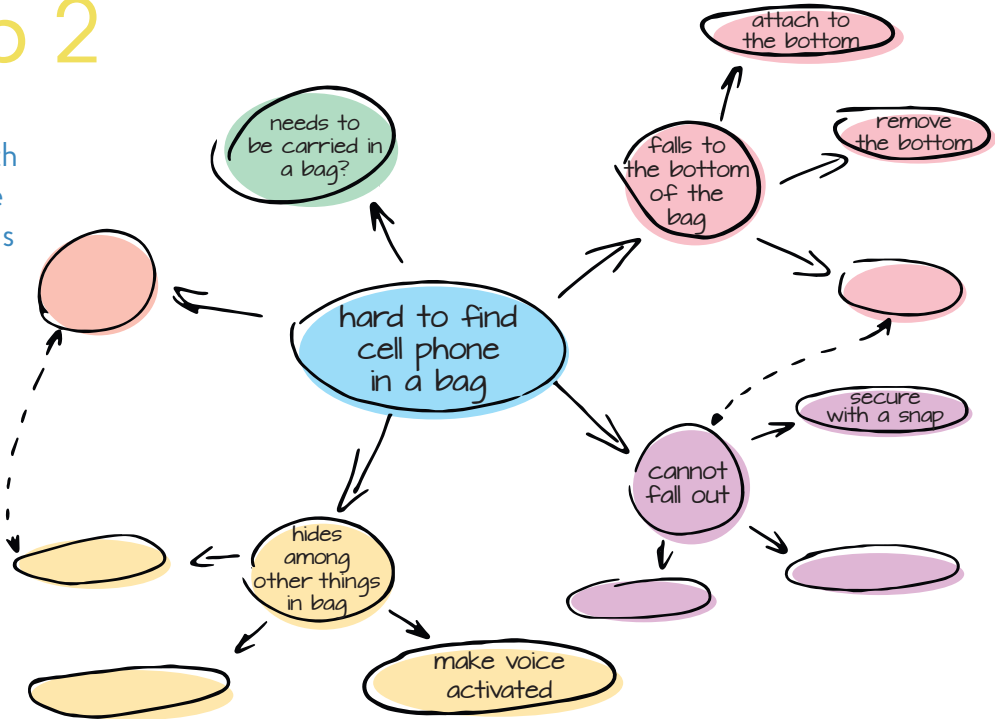 2
attach to
the bottom
needs to
be carried in
a bag?
remove
the bottom
falls to
the bottom
of the
bag
s
hard to find
cell phone
in a bag
secure
with a snap
cannot
fall out
hides
among
other things
in bag
make voice
activated